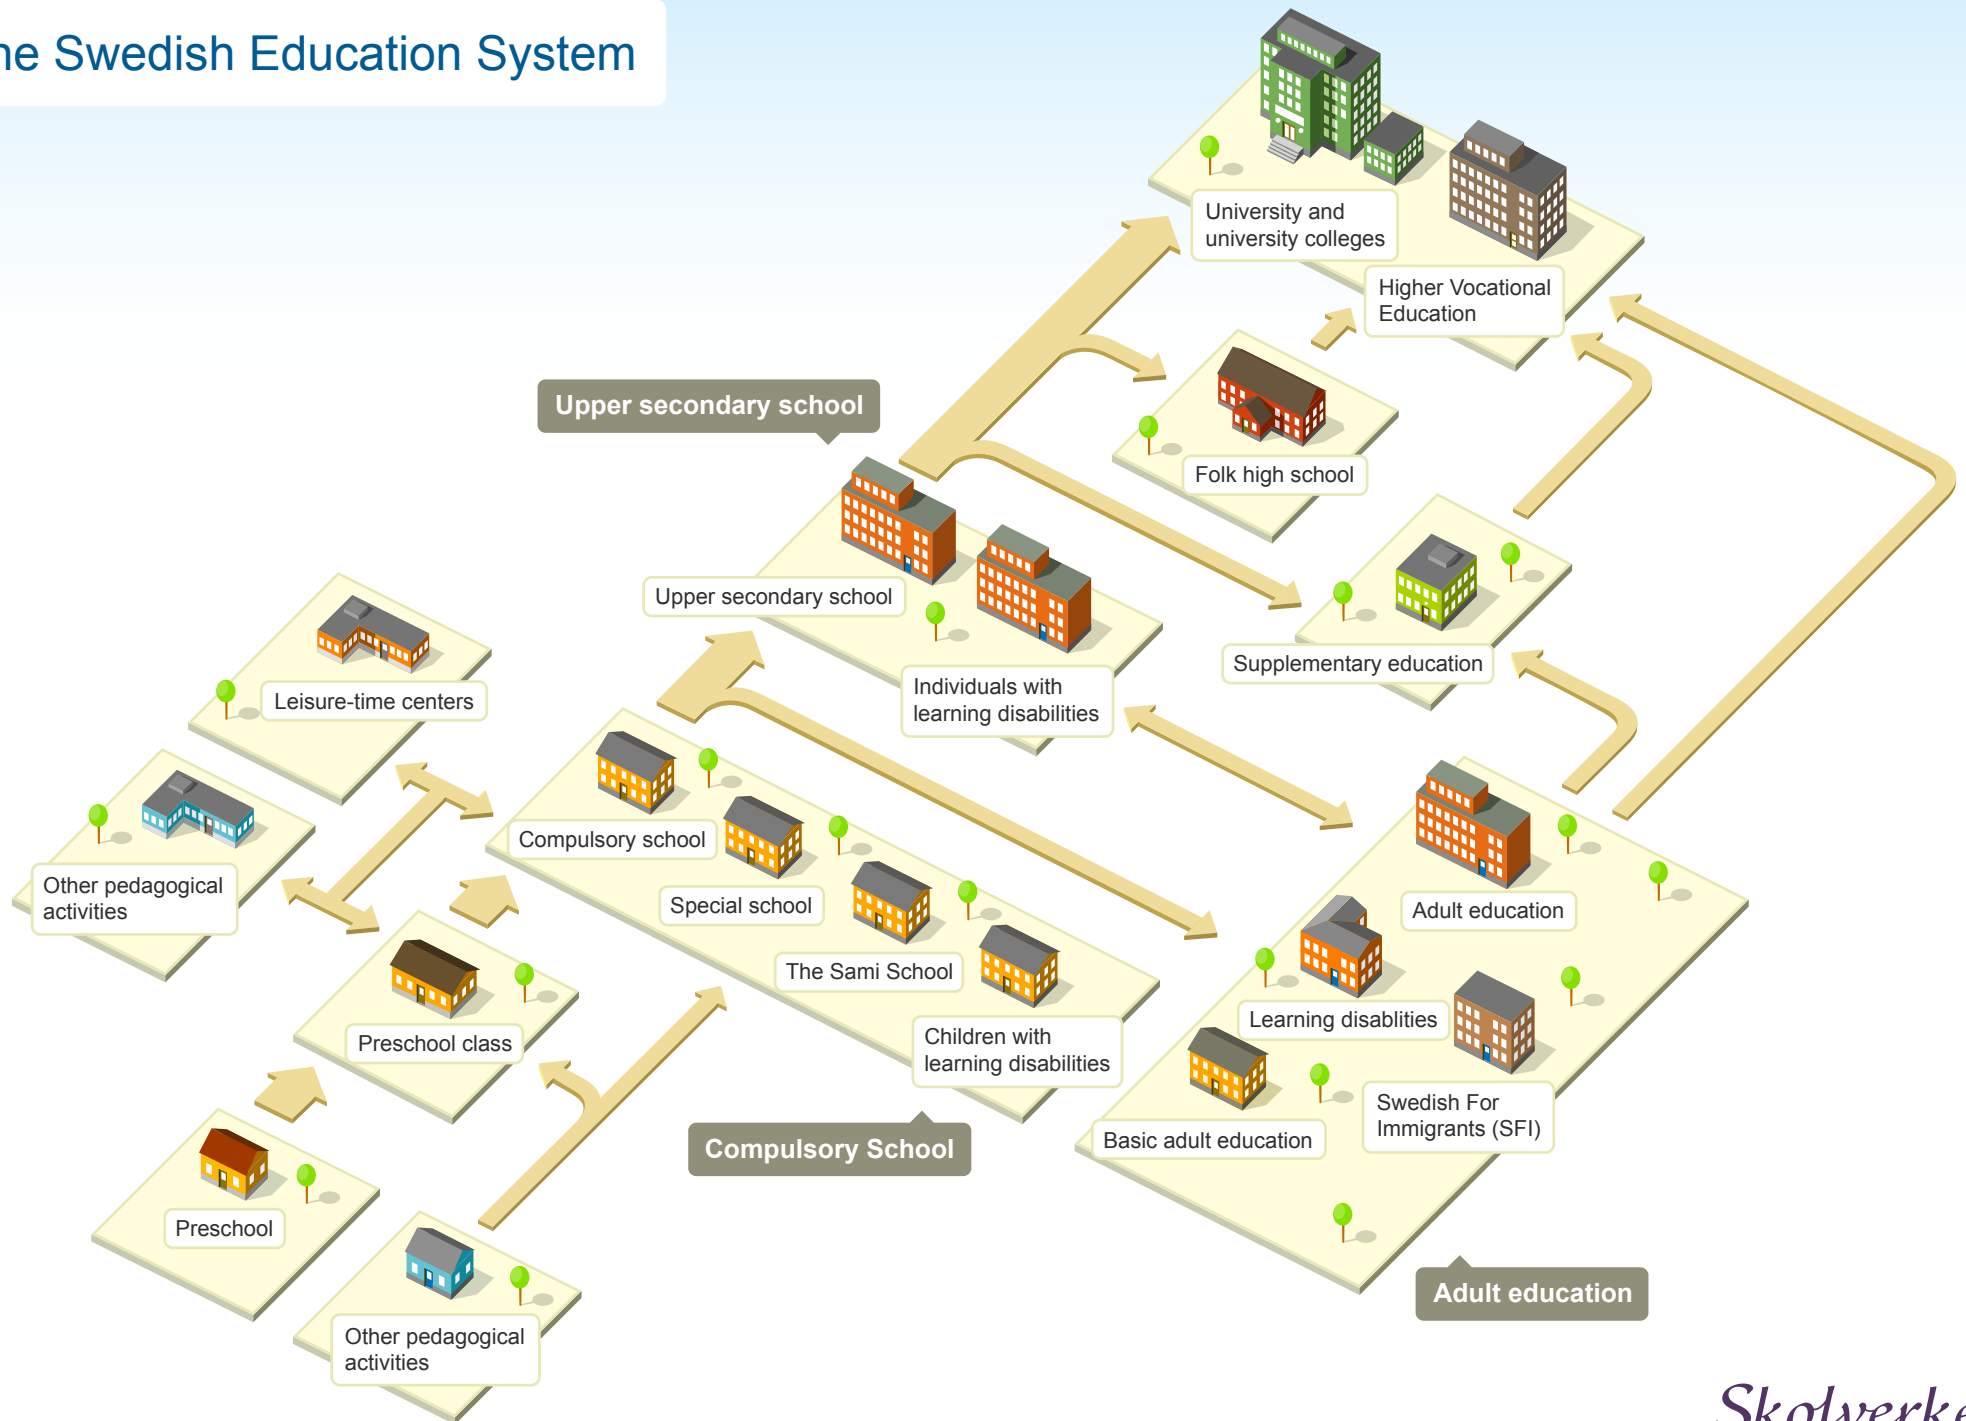 he Swedish Education System
University and
university colleges
Higher Vocational
Education
Upper secondary school
Folk high school
Upper secondary school
Individuals with
learning disabilities
Supplementary education
Leisure-time centers
Other pedagogical
activities
Compulsory school
Special school
The Sami School
Children with
learning disabilities
Adult education
Learning disablities
Swedish For
Immigrants (SFI)
Basic adult education
Preschool class
Compulsory School
Preschool
Other pedagogical
activities
Adult education
Skolverke